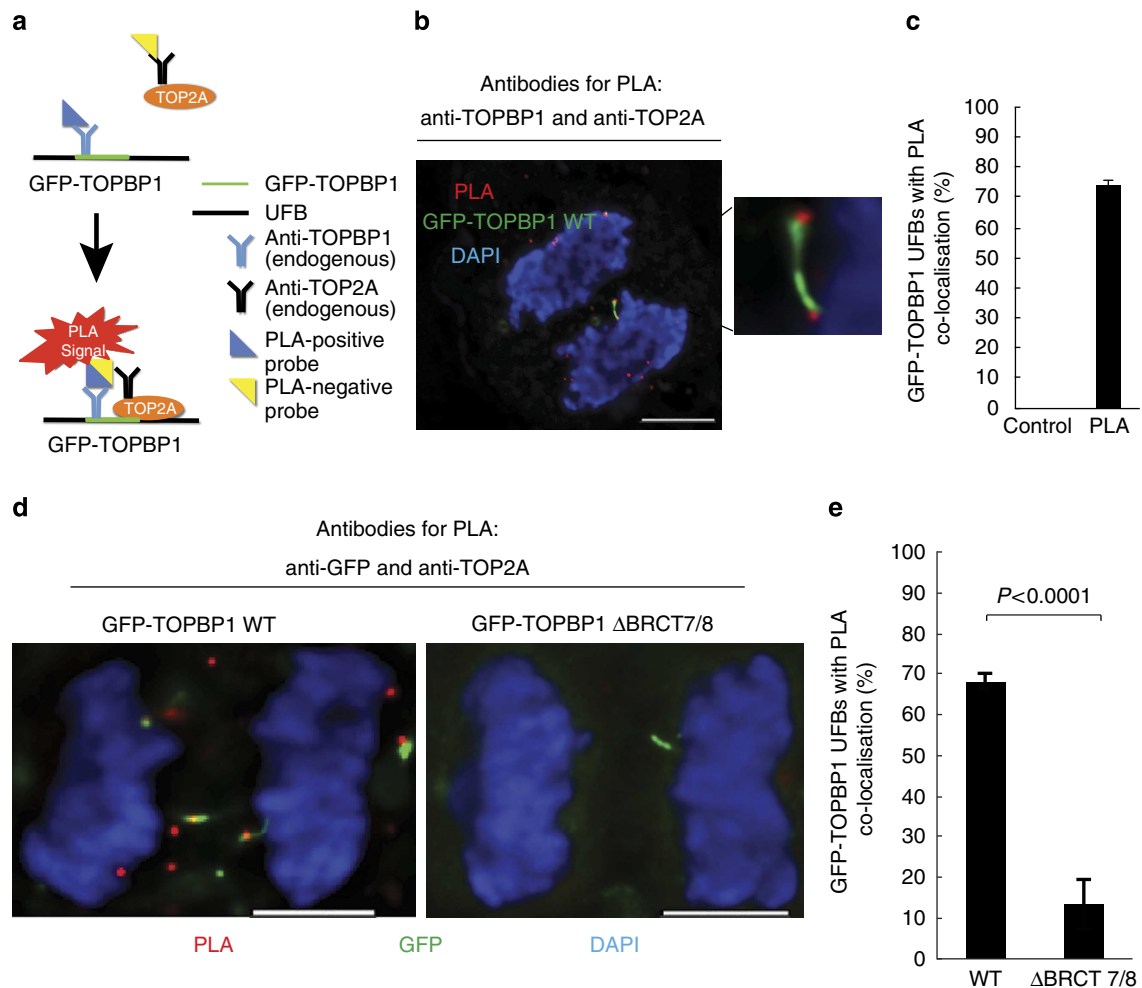 a
TOP2A
GFP-TOPBP1
GFP-TOPBP1
UFB
Anti-TOPBP1
(endogenous)
Anti-TOP2A
(endogenous)
PLA-positive
probe
PLA-negative
probe
PLA
Signal
TOP2A
GFP-TOPBP1
b
Antibodies for PLA:
anti-TOPBP1 and anti-TOP2A
PLA
GFP-TOPBP1 WT
DAPI
c
GFP-TOPBP1 UFBs with PLA
co-localisation (%)
100
90
80
70
60
50
40
30
20
10
0
Control PLA
d
Antibodies for PLA:
anti-GFP and anti-TOP2A
GFP-TOPBP1 WT
GFP-TOPBP1 ΔBRCT7/8
PLA
GFP
DAPI
e
GFP-TOPBP1 UFBs with PLA
co-localisation (%)
100
90
80
70
60
50
40
30
20
10
0
P<0.0001
WT ΔBRCT 7/8